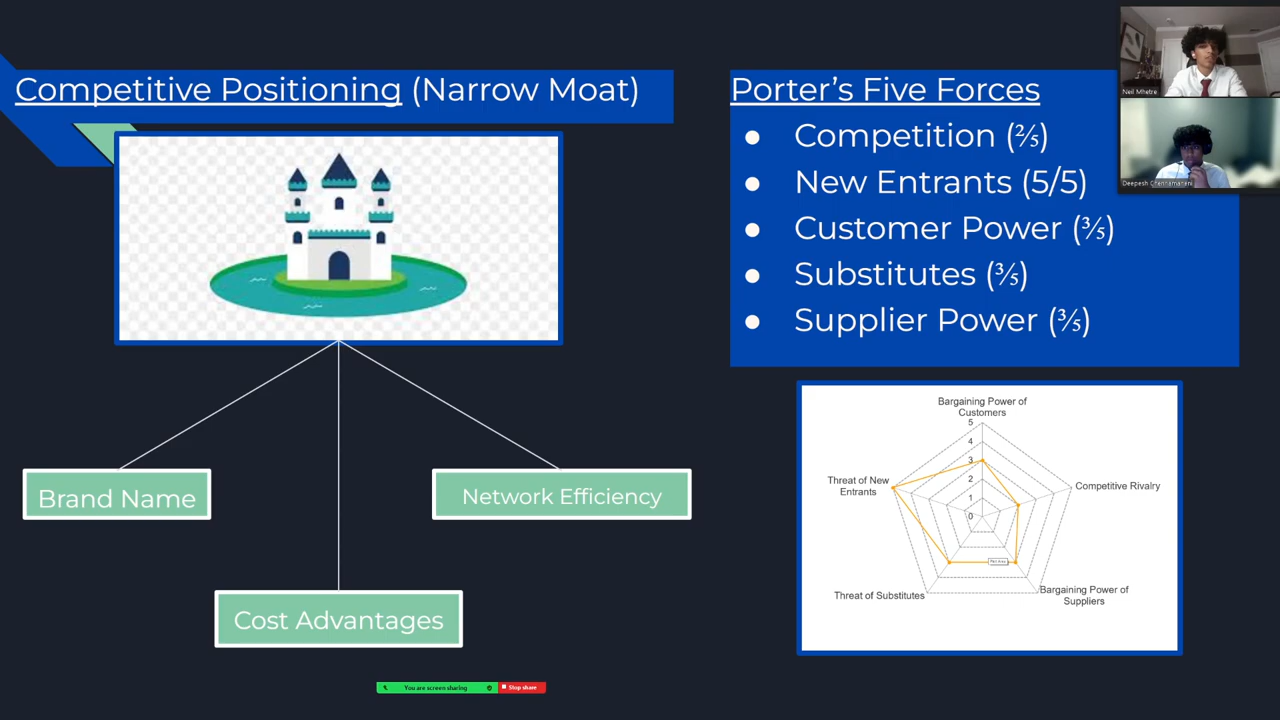 Competitive Positioning (Narrow Moat)
Brand Name
Network Efficiency
Cost Advantages
Porter's Five Forces
● Competition (⅖)
● New Entrants (5/5)
● Customer Power (⅗)
● Substitutes (⅗)
● Supplier Power (⅗)
Bargaining Power of
Customers
5
4
3
2
1
0
Threat of New
Entrants
Competitive Rivalry
Threat of Substitutes
Bargaining Power of
Suppliers
Neil Mhetre
Deepesh Chennamaneni
You are screen sharing
Stop share